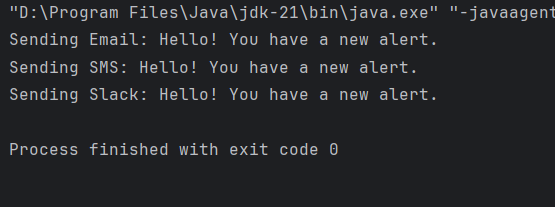 "D:\Program Files\Java\jdk-21\bin\java.exe" "-javaagent
Sending Email: Hello! You have a new alert.
Sending SMS: Hello! You have a new alert.
Sending Slack: Hello! You have a new alert.
Process finished with exit code 0